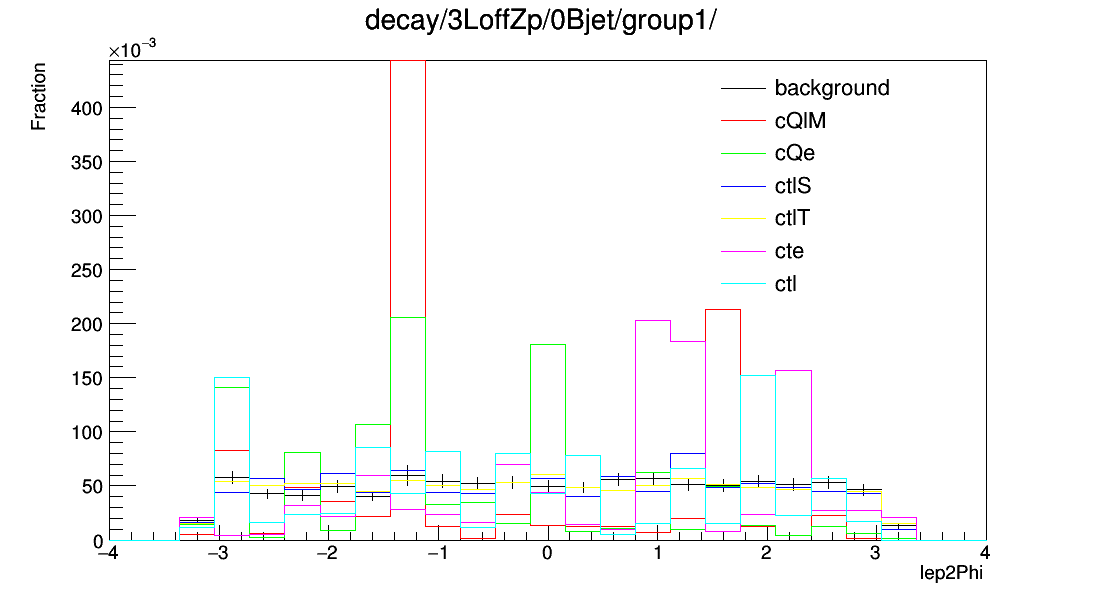 decay/3LoffZp/0Bjet/group1/
×10⁻³
Fraction
background
cQlM
cQe
ctlS
ctlT
cte
ctl
400
350
300
250
200
150
100
50
0
−4 −3 −2 −1 0 1 2 3 4
lep2Phi